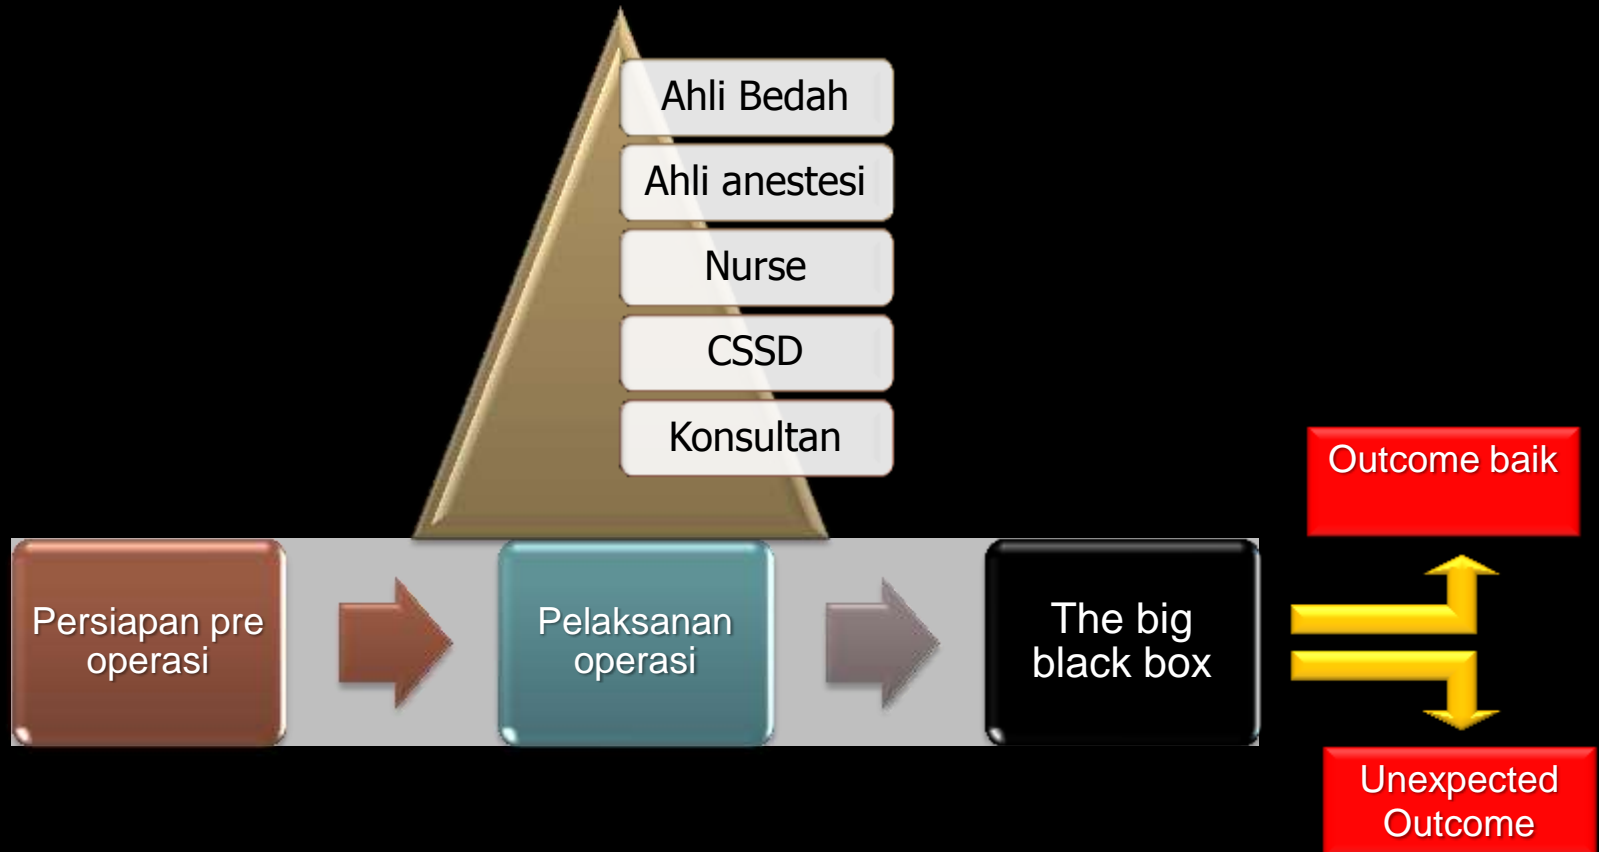 Ahli Bedah
Ahli anestesi
Nurse
CSSD
Konsultan
Outcome baik
Persiapan pre
operasi
Pelaksanan
operasi
The big
black box
Unexpected
Outcome